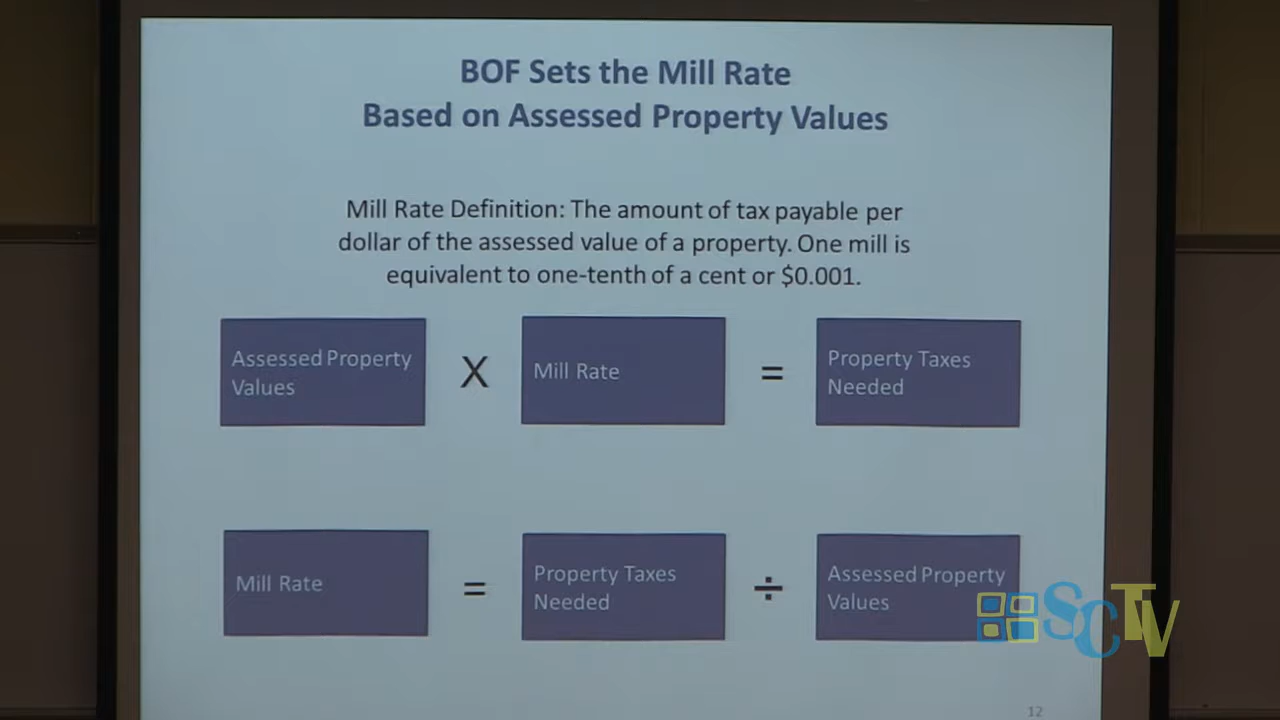 BOF Sets the Mill Rate
Based on Assessed Property Values
Mill Rate Definition: The amount of tax payable per
dollar of the assessed value of a property. One mill is
equivalent to one-tenth of a cent or $0.001.
Assessed Property
Values
X
Mill Rate
=
Property Taxes
Needed
Mill Rate
=
Property Taxes
Needed
÷
Assessed Property
Values
SCTV
12